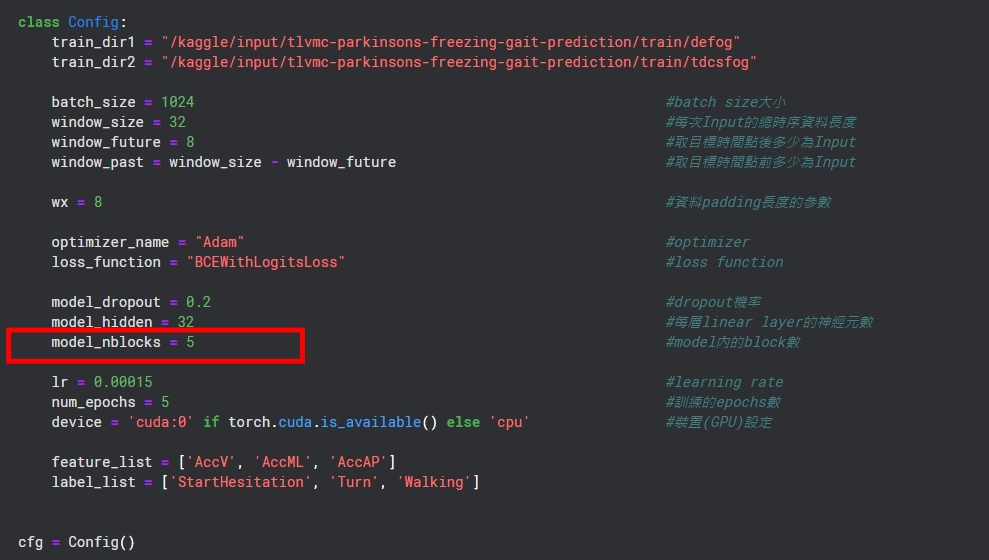 class Config:
train_dir1 = "/kaggle/input/tlvmc-parkinsons-freezing-gait-prediction/train/defog"
train_dir2 = "/kaggle/input/tlvmc-parkinsons-freezing-gait-prediction/train/tdcsfog"
batch_size = 1024 #batch size大小
window_size = 32 #每次Input的總時序資料長度
window_future = 8 #取目標時間點後多少為Input
window_past = window_size - window_future #取目標時間點前多少為Input
wx = 8 #資料padding長度的參數
optimizer_name = "Adam" #optimizer
loss_function = "BCEWithLogitsLoss" #loss function
model_dropout = 0.2 #dropout機率
model_hidden = 32 #每層linear layer的神經元數
model_nblocks = 5 #model內的block數
lr = 0.00015 #learning rate
num_epochs = 5 #訓練的epochs數
device = 'cuda:0' if torch.cuda.is_available() else 'cpu' #裝置(GPU)設定
feature_list = ['AccV', 'AccML', 'AccAP']
label_list = ['StartHesitation', 'Turn', 'Walking']
cfg = Config()